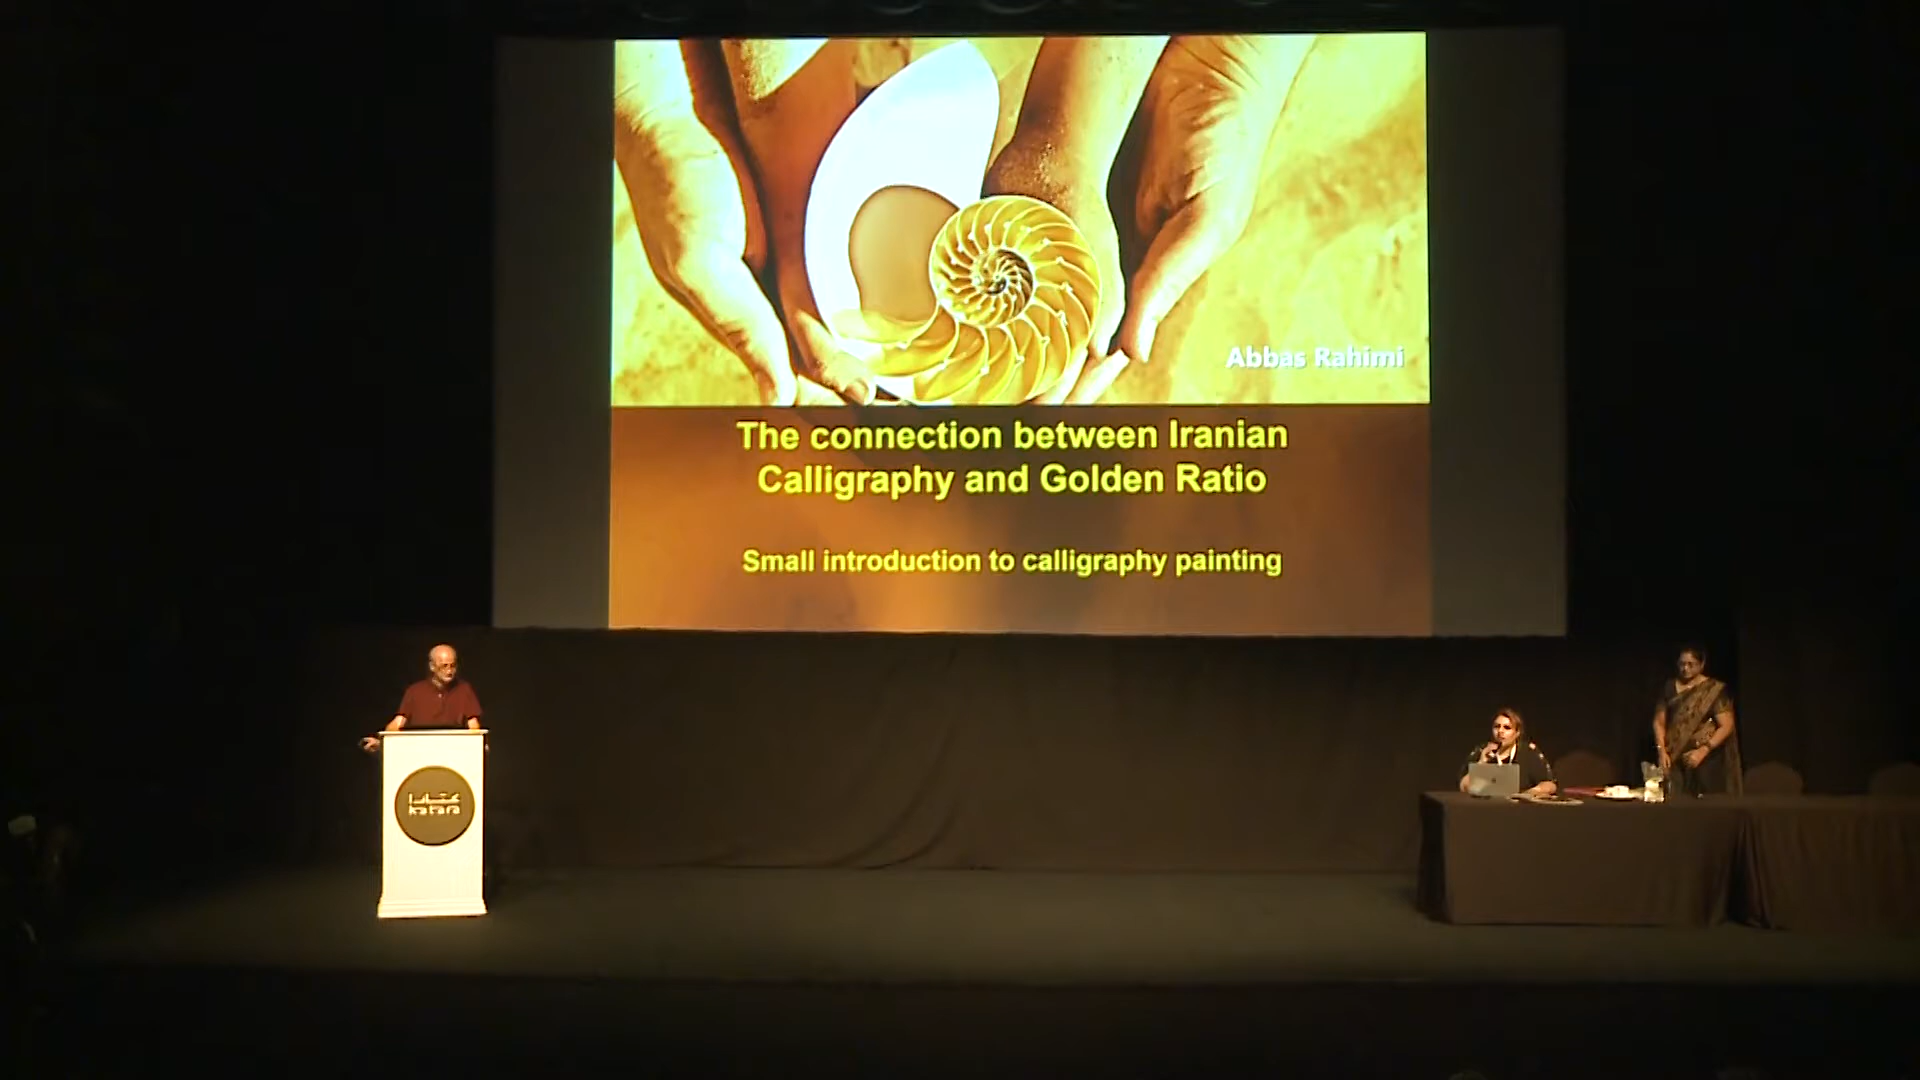 Abbas Rahimi
The connection between Iranian
Calligraphy and Golden Ratio
Small introduction to calligraphy painting
كتارا
katara